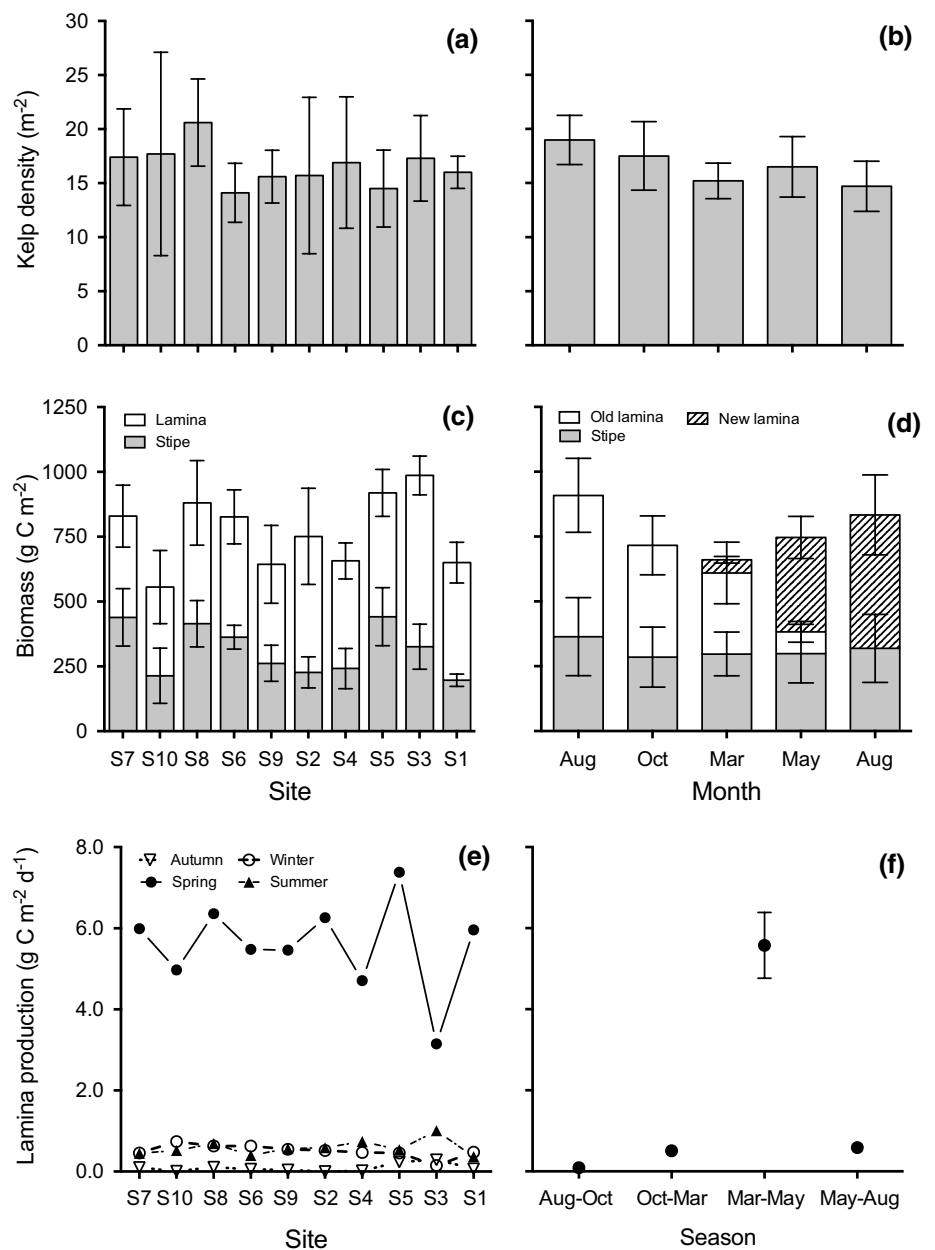 (a)
(b)
Kelp density (m-2)
30
25
20
15
10
5
0
(c)
(d)
Lamina
Stipe
Old lamina
New lamina
Stipe
Biomass (g C m-2)
1250
1000
750
500
250
0
S7 S10 S8 S6 S9 S2 S4 S5 S3 S1
Site
Aug Oct Mar May Aug
Month
(e)
(f)
Autumn Winter
Spring Summer
Lamina production (g C m-2 d-1)
8.0
6.0
4.0
2.0
0.0
S7 S10 S8 S6 S9 S2 S4 S5 S3 S1
Site
Aug-Oct Oct-Mar Mar-May May-Aug
Season